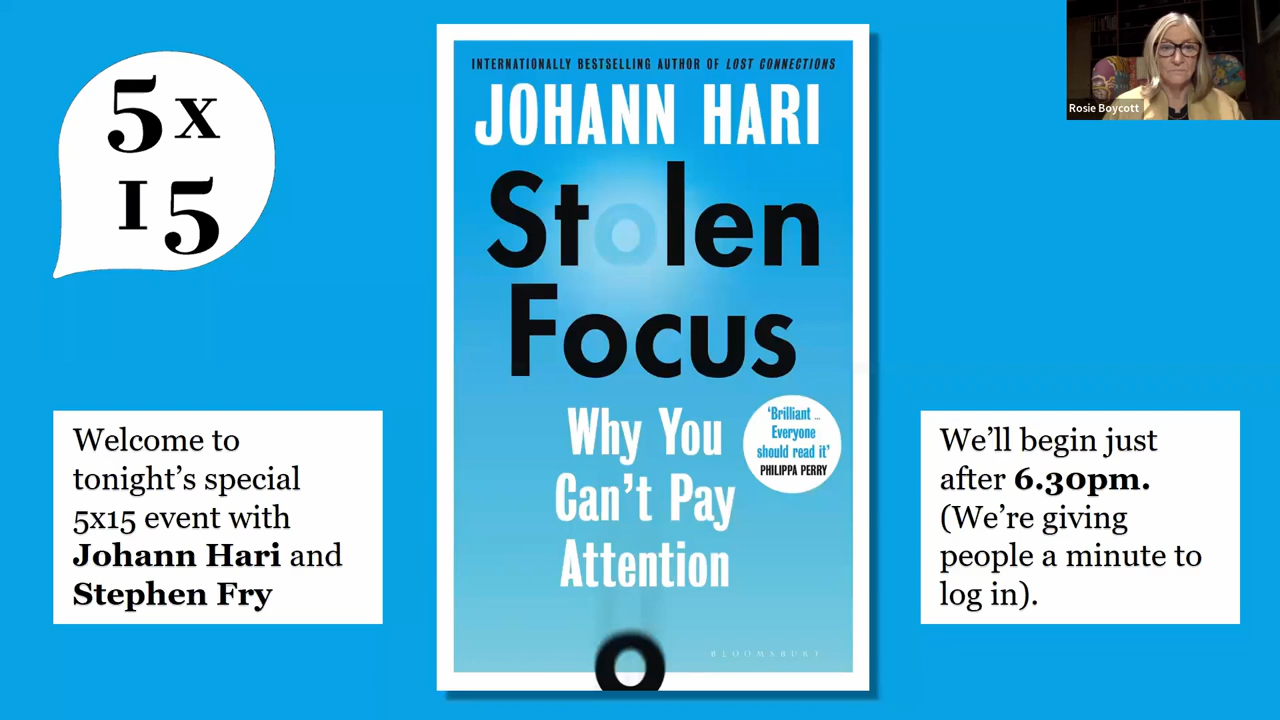 5x
15
INTERNATIONALLY BESTSELLING AUTHOR OF LOST CONNECTIONS
JOHANN HARI
Stolen
Focus
Why You
Can't Pay
Attention
'Brilliant ...
Everyone
should read it'
PHILIPPA PERRY
o
BLOOMSBURY
Welcome to
tonight's special
5x15 event with
Johann Hari and
Stephen Fry
We'll begin just
after 6.30pm.
(We're giving
people a minute to
log in).
Rosie Boycott